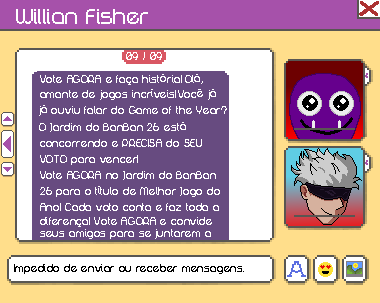 Willian Fisher
09 / 09
Vote AGORA e faça história! Olá,
amante de jogos incríveis!Você já
já ouviu falar do Game of the Year?
O Jardim do BanBan 26 está
concorrendo e PRECISA do SEU
VOTO para vencer!
Vote AGORA no Jardim do BanBan
26 para o título de Melhor Jogo do
Ano! Cada voto conta e faz toda a
diferença! Vote AGORA e convide
seus amigos para se juntarem a
Impedido de enviar ou receber mensagens.
A